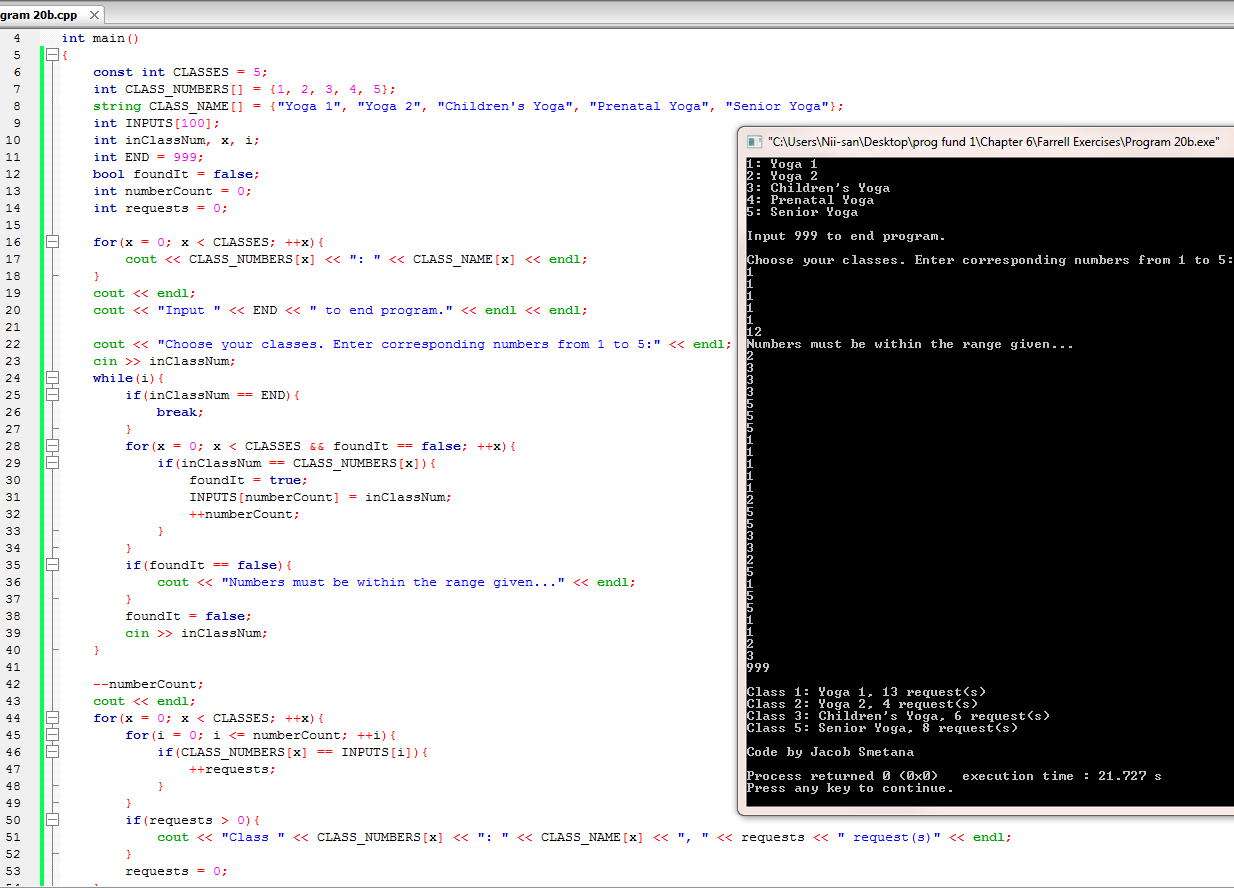 gram 20b.cpp
4 int main()
5 {
6 const int CLASSES = 5;
7 int CLASS_NUMBERS[] = {1, 2, 3, 4, 5};
8 string CLASS_NAME[] = {"Yoga 1", "Yoga 2", "Children's Yoga", "Prenatal Yoga", "Senior Yoga"};
9 int INPUTS[100];
10 int inClassNum, x, i;
11 int END = 999;
12 bool foundIt = false;
13 int numberCount = 0;
14 int requests = 0;
15
16 for(x = 0; x < CLASSES; ++x){
17 cout << CLASS_NUMBERS[x] << ": " << CLASS_NAME[x] << endl;
18 }
19 cout << endl;
20 cout << "Input " << END << " to end program." << endl << endl;
21
22 cout << "Choose your classes. Enter corresponding numbers from 1 to 5:" << endl;
23 cin >> inClassNum;
24 while(i){
25 if(inClassNum == END){
26 break;
27 }
28 for(x = 0; x < CLASSES && foundIt == false; ++x){
29 if(inClassNum == CLASS_NUMBERS[x]){
30 foundIt = true;
31 INPUTS[numberCount] = inClassNum;
32 ++numberCount;
33 }
34 }
35 if(foundIt == false){
36 cout << "Numbers must be within the range given..." << endl;
37 }
38 foundIt = false;
39 cin >> inClassNum;
40 }
41
42 --numberCount;
43 cout << endl;
44 for(x = 0; x < CLASSES; ++x){
45 for(i = 0; i <= numberCount; ++i){
46 if(CLASS_NUMBERS[x] == INPUTS[i]){
47 ++requests;
48 }
49 }
50 if(requests > 0){
51 cout << "Class " << CLASS_NUMBERS[x] << ": " << CLASS_NAME[x] << ", " << requests << " request(s)" << endl;
52 }
53 requests = 0;
"C:\Users\Nii-san\Desktop\prog fund 1\Chapter 6\Farrell Exercises\Program 20b.exe"
1: Yoga 1
2: Yoga 2
3: Children's Yoga
4: Prenatal Yoga
5: Senior Yoga
Input 999 to end program.
Choose your classes. Enter corresponding numbers from 1 to 5:
1
1
1
1
1
12
Numbers must be within the range given...
2
3
3
3
5
5
5
1
1
1
1
1
2
5
5
3
3
2
5
1
5
5
1
1
2
3
999
Class 1: Yoga 1, 13 request(s)
Class 2: Yoga 2, 4 request(s)
Class 3: Children's Yoga, 6 request(s)
Class 5: Senior Yoga, 8 request(s)
Code by Jacob Smetana
Process returned 0 (0x0) execution time : 21.727 s
Press any key to continue.